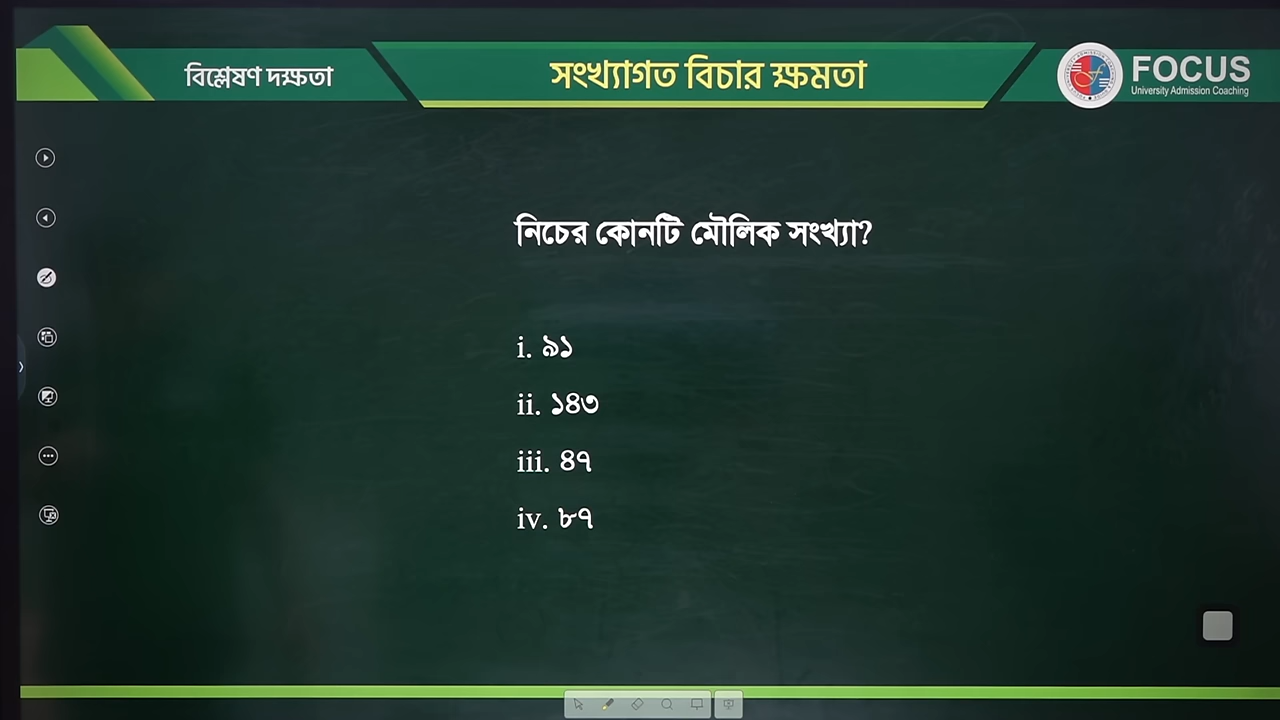 বিশ্লেষণ দক্ষতা
সংখ্যাগত বিচার ক্ষমতা
FOCUS
University Admission Coaching
নিচের কোনটি মৌলিক সংখ্যা?
i. ৯১
ii. ১৪৩
iii. ৪৭
iv. ৮৭